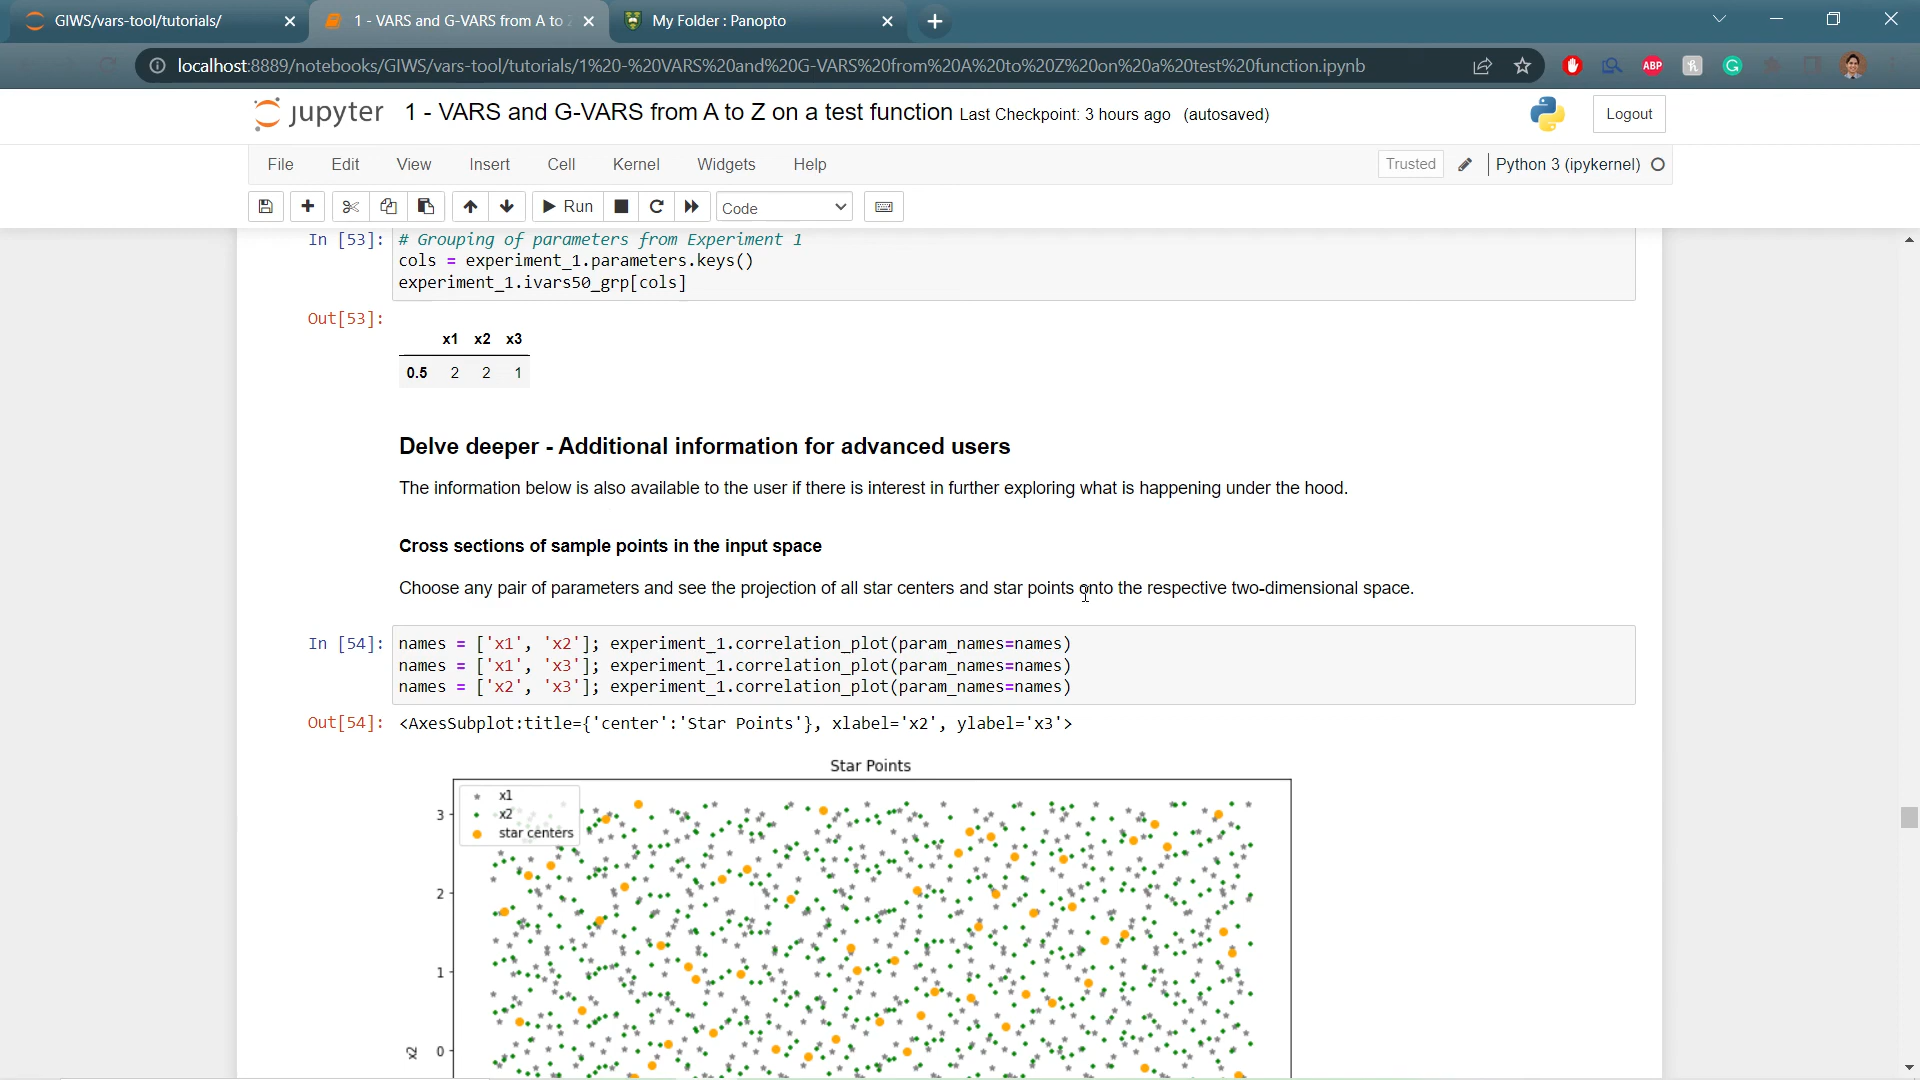 GIWS/vars-tool/tutorials/
1 - VARS and G-VARS from A to Z
My Folder : Panopto
localhost:8889/notebooks/GIWS/vars-tool/tutorials/1%20-%20VARS%20and%20G-VARS%20from%20A%20to%20Z%20on%20a%20test%20function.ipynb
ABP
jupyter 1 - VARS and G-VARS from A to Z on a test function Last Checkpoint: 3 hours ago (autosaved)
Logout
File Edit View Insert Cell Kernel Widgets Help
Trusted Python 3 (ipykernel)
Run Code
In [53]: # Grouping of parameters from Experiment 1
cols = experiment_1.parameters.keys()
experiment_1.ivars50_grp[cols]
Out[53]:
x1 x2 x3
0.5 2 2 1
Delve deeper - Additional information for advanced users
The information below is also available to the user if there is interest in further exploring what is happening under the hood.
Cross sections of sample points in the input space
Choose any pair of parameters and see the projection of all star centers and star points onto the respective two-dimensional space.
In [54]: names = ['x1', 'x2']; experiment_1.correlation_plot(param_names=names)
names = ['x1', 'x3']; experiment_1.correlation_plot(param_names=names)
names = ['x2', 'x3']; experiment_1.correlation_plot(param_names=names)
Out[54]: <AxesSubplot:title={'center':'Star Points'}, xlabel='x2', ylabel='x3'>
Star Points
x1
x2
star centers
3
2
1
0
x2